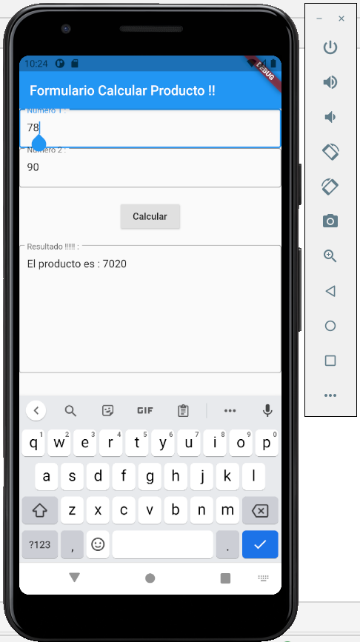 10:24
DEBUG
Formulario Calcular Producto !!
Numero 1 :
78
Numero 2 :
90
Calcular
Resultado !!!!! :
El producto es : 7020
GIF
q1 w2 e3 r4 t5 y6 u7 i8 o9 p0
a s d f g h j k l
z x c v b n m
?123 , .